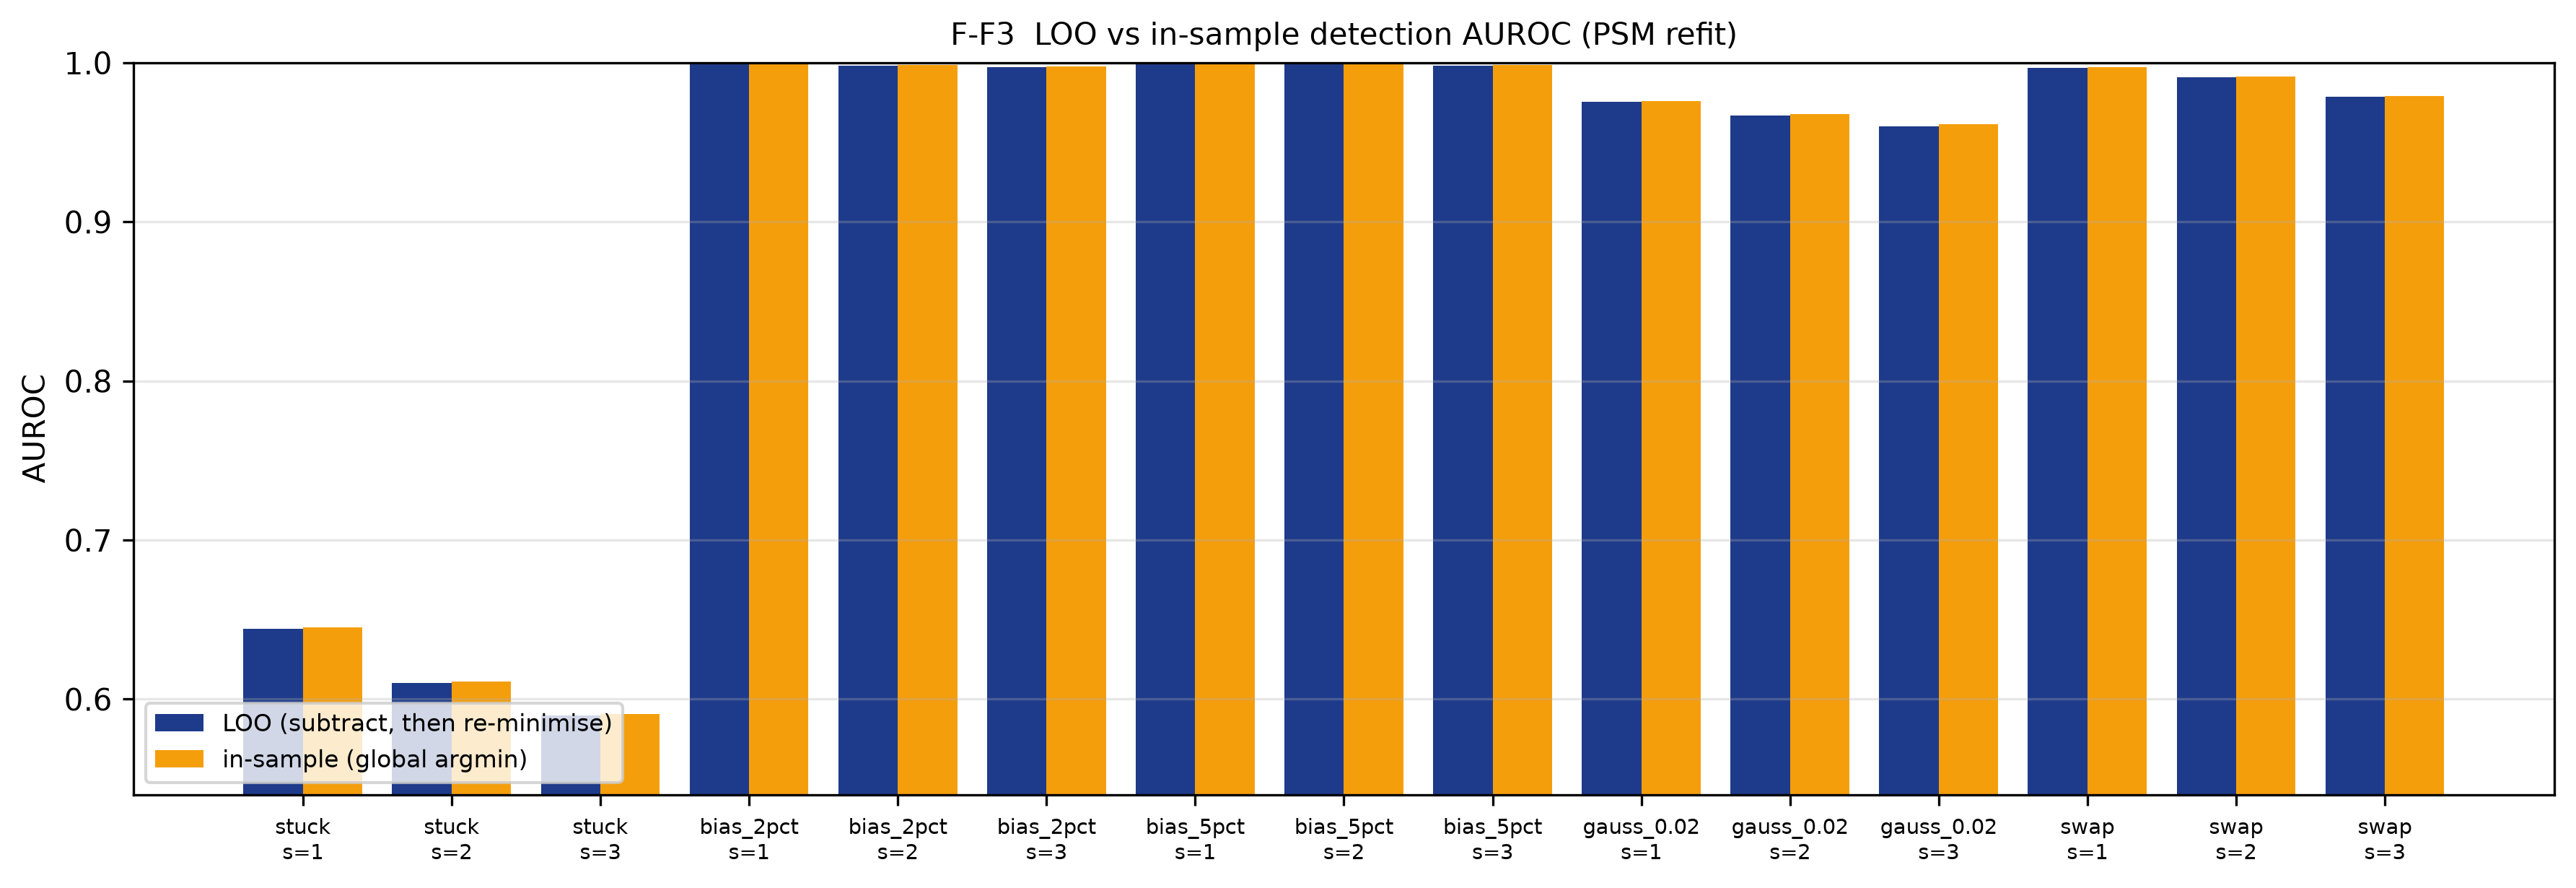 F-F3  LOO vs in-sample detection AUROC (PSM refit)
AUROC
1.0
0.9
0.8
0.7
0.6
LOO (subtract, then re-minimise)
in-sample (global argmin)
stuck
s=1
stuck
s=2
stuck
s=3
bias_2pct
s=1
bias_2pct
s=2
bias_2pct
s=3
bias_5pct
s=1
bias_5pct
s=2
bias_5pct
s=3
gauss_0.02
s=1
gauss_0.02
s=2
gauss_0.02
s=3
swap
s=1
swap
s=2
swap
s=3